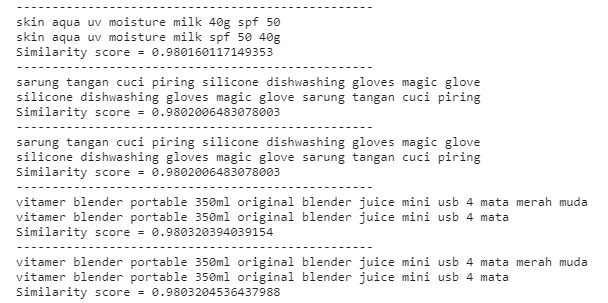 --------------------------------------------------
skin aqua uv moisture milk 40g spf 50
skin aqua uv moisture milk spf 50 40g
Similarity score = 0.980160117149353
--------------------------------------------------
sarung tangan cuci piring silicone dishwashing gloves magic glove
silicone dishwashing gloves magic glove sarung tangan cuci piring
Similarity score = 0.9802006483078003
--------------------------------------------------
sarung tangan cuci piring silicone dishwashing gloves magic glove
silicone dishwashing gloves magic glove sarung tangan cuci piring
Similarity score = 0.9802006483078003
--------------------------------------------------
vitamer blender portable 350ml original blender juice mini usb 4 mata merah muda
vitamer blender portable 350ml original blender juice mini usb 4 mata
Similarity score = 0.980320394039154
--------------------------------------------------
vitamer blender portable 350ml original blender juice mini usb 4 mata merah muda
vitamer blender portable 350ml original blender juice mini usb 4 mata
Similarity score = 0.9803204536437988